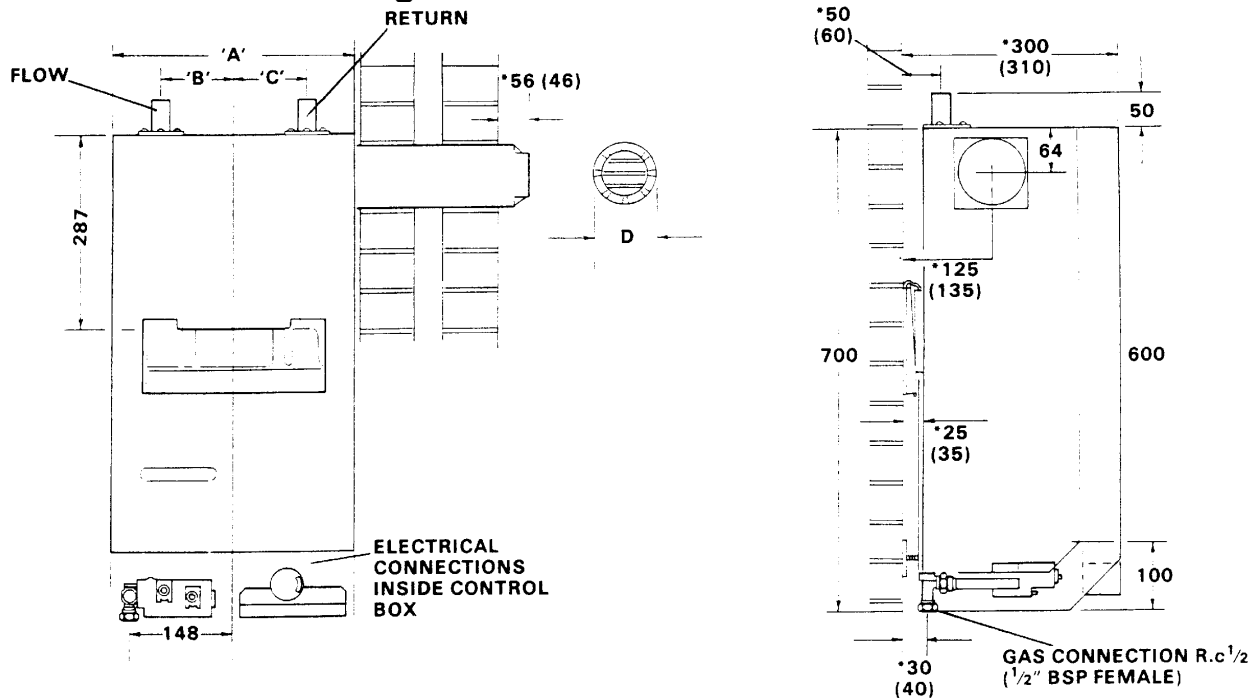 RETURN
'A'
'B'
'C'
FLOW
*56 (46)
287
D
ELECTRICAL
CONNECTIONS
INSIDE CONTROL
BOX
148
*50
(60)
*300
(310)
50
64
*125
(135)
700
600
*25
(35)
100
*30
(40)
GAS CONNECTION R.c1/2
(1/2" BSP FEMALE)